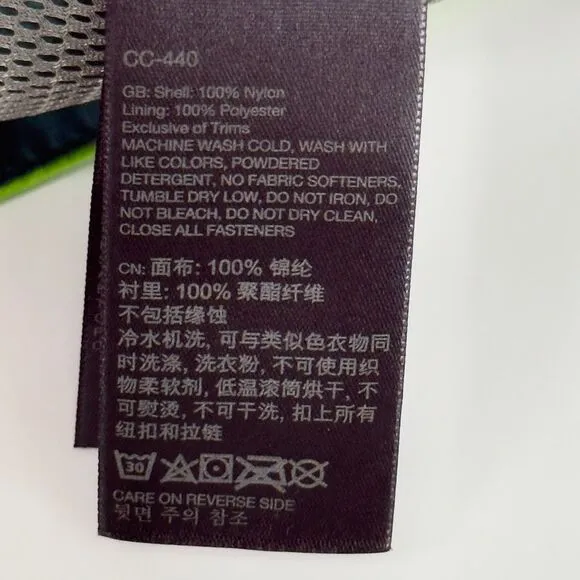 CC-440
GB: Shell: 100% Nylon
Lining: 100% Polyester
Exclusive of Trims
MACHINE WASH COLD, WASH WITH
LIKE COLORS, POWDERED
DETERGENT, NO FABRIC SOFTENERS,
TUMBLE DRY LOW, DO NOT IRON, DO
NOT BLEACH, DO NOT DRY CLEAN,
CLOSE ALL FASTENERS
CN: 面布: 100% 锦纶
衬里: 100% 聚酯纤维
不包括缘蚀
冷水机洗, 可与类似色衣物同
时洗涤, 洗衣粉, 不可使用织
物柔软剂, 低温滚筒烘干, 不
可熨烫, 不可干洗, 扣上所有
纽扣和拉链
30
CARE ON REVERSE SIDE
뒷면 주의 참조